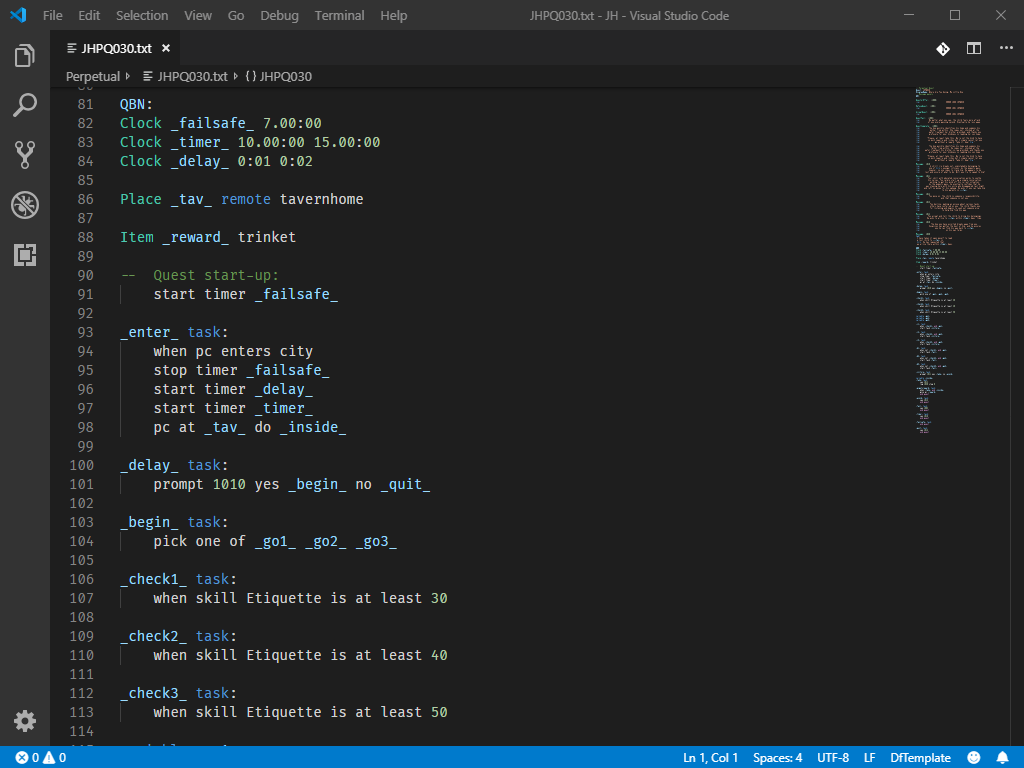 File Edit Selection View Go Debug Terminal Help JHPQ030.txt - JH - Visual Studio Code
JHPQ030.txt ×
Perpetual JHPQ030.txt {} JHPQ030
81 QBN:
82 Clock _failsafe_ 7.00:00
83 Clock _timer_ 10.00:00 15.00:00
84 Clock _delay_ 0:01 0:02
85
86 Place _tav_ remote tavernhome
87
88 Item _reward_ trinket
89
90 --  Quest start-up:
91     start timer _failsafe_
92
93 _enter_ task:
94     when pc enters city
95     stop timer _failsafe_
96     start timer _delay_
97     start timer _timer_
98     pc at _tav_ do _inside_
99
100 _delay_ task:
101     prompt 1010 yes _begin_ no _quit_
102
103 _begin_ task:
104     pick one of _go1_ _go2_ _go3_
105
106 _check1_ task:
107     when skill Etiquette is at least 30
108
109 _check2_ task:
110     when skill Etiquette is at least 40
111
112 _check3_ task:
113     when skill Etiquette is at least 50
114
0 0 Ln 1, Col 1 Spaces: 4 UTF-8 LF DfTemplate